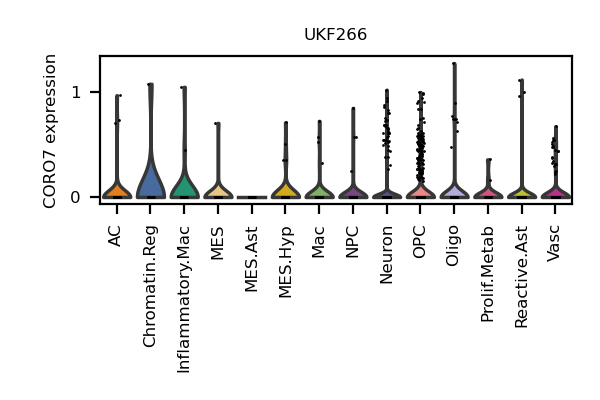 UKF266
CORO7 expression
1
0
AC
Chromatin.Reg
Inflammatory.Mac
MES
MES.Ast
MES.Hyp
Mac
NPC
Neuron
OPC
Oligo
Prolif.Metab
Reactive.Ast
Vasc